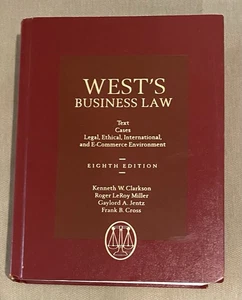 WEST'S
BUSINESS LAW
Text
Cases
Legal, Ethical, International,
and E-Commerce Environment
EIGHTH EDITION
Kenneth W. Clarkson
Roger LeRoy Miller
Gaylord A. Jentz
Frank B. Cross